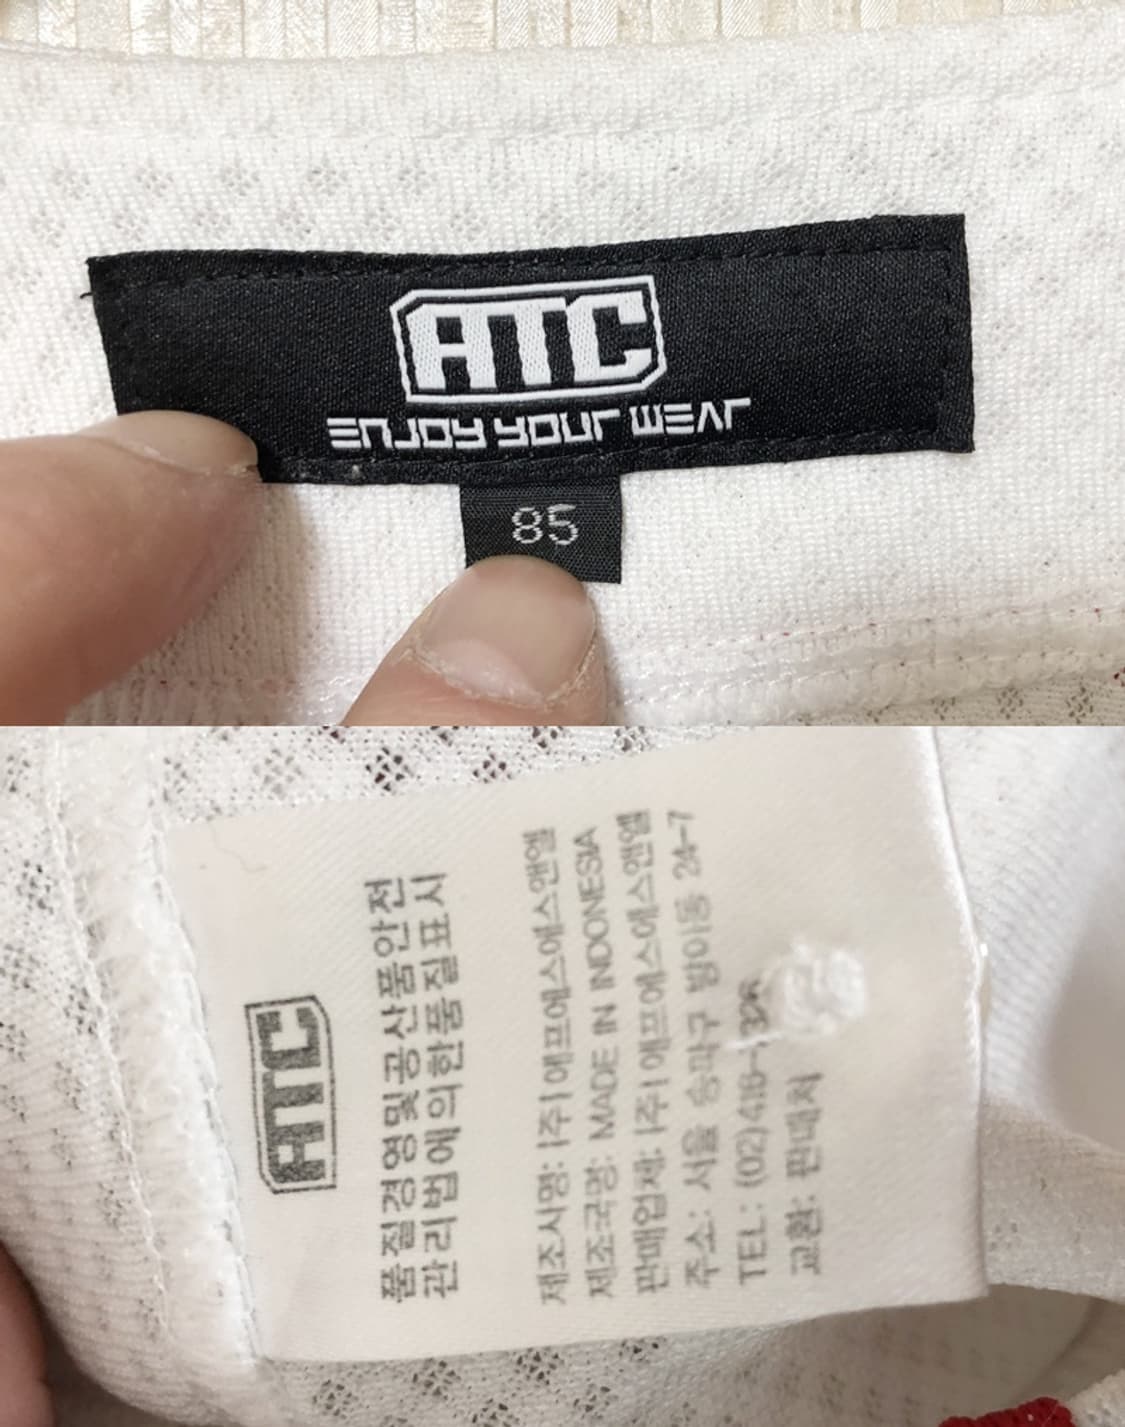 ATC
ENJOY YOUR WEAR
85
ATC
품질경영및공산품안전
관리법에의한품질표시
제조시명: (주)에프에스에스앤엘
제조국명: MADE IN INDONESIA
판매업체: (주)에프에스에스앤엘
주소: 서울 송파구 방이동 24-7
TEL: (02)416-
교환: 판매처